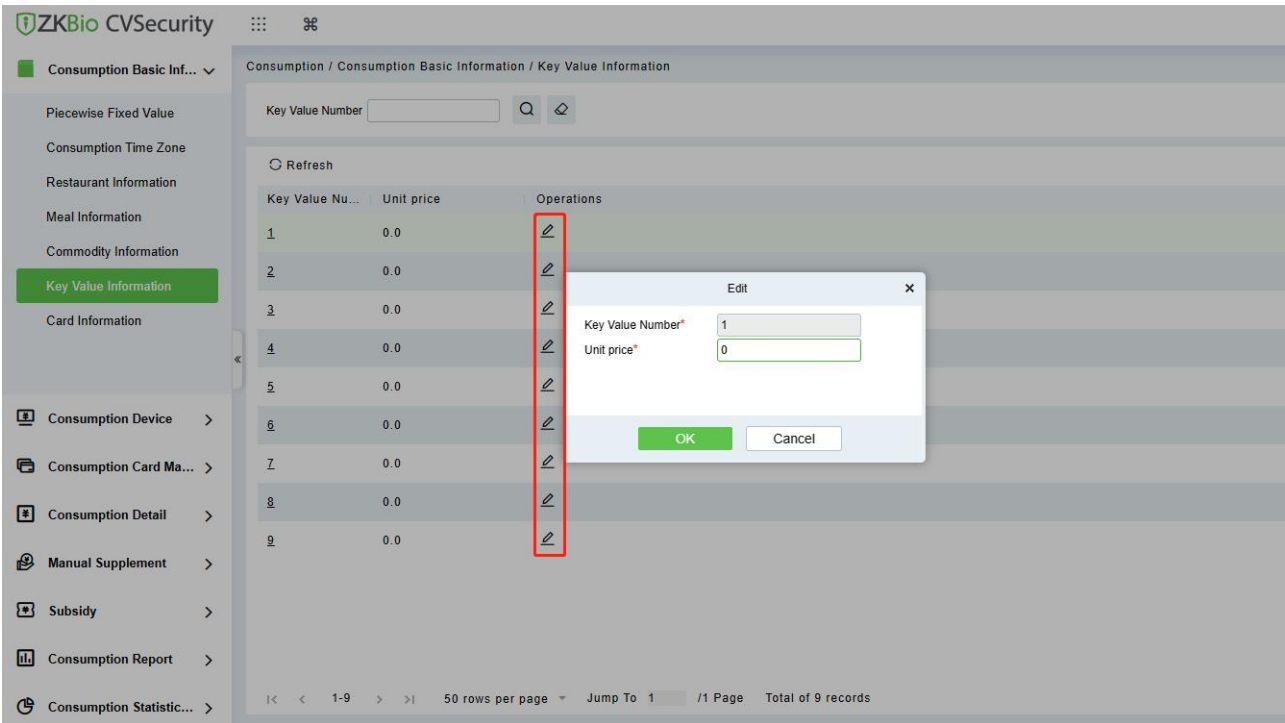 ZKBio CVSecurity
Consumption Basic Inf...
Piecewise Fixed Value
Consumption Time Zone
Restaurant Information
Meal Information
Commodity Information
Key Value Information
Card Information
Consumption Device
Consumption Card Ma...
Consumption Detail
Manual Supplement
Subsidy
Consumption Report
Consumption Statistic...
Consumption / Consumption Basic Information / Key Value Information
Key Value Number
Refresh
Key Value Nu... Unit price Operations
1 0.0
2 0.0
3 0.0
4 0.0
5 0.0
6 0.0
7 0.0
8 0.0
9 0.0
Edit
Key Value Number* 1
Unit price* 0
OK Cancel
1-9 50 rows per page Jump To 1 /1 Page Total of 9 records